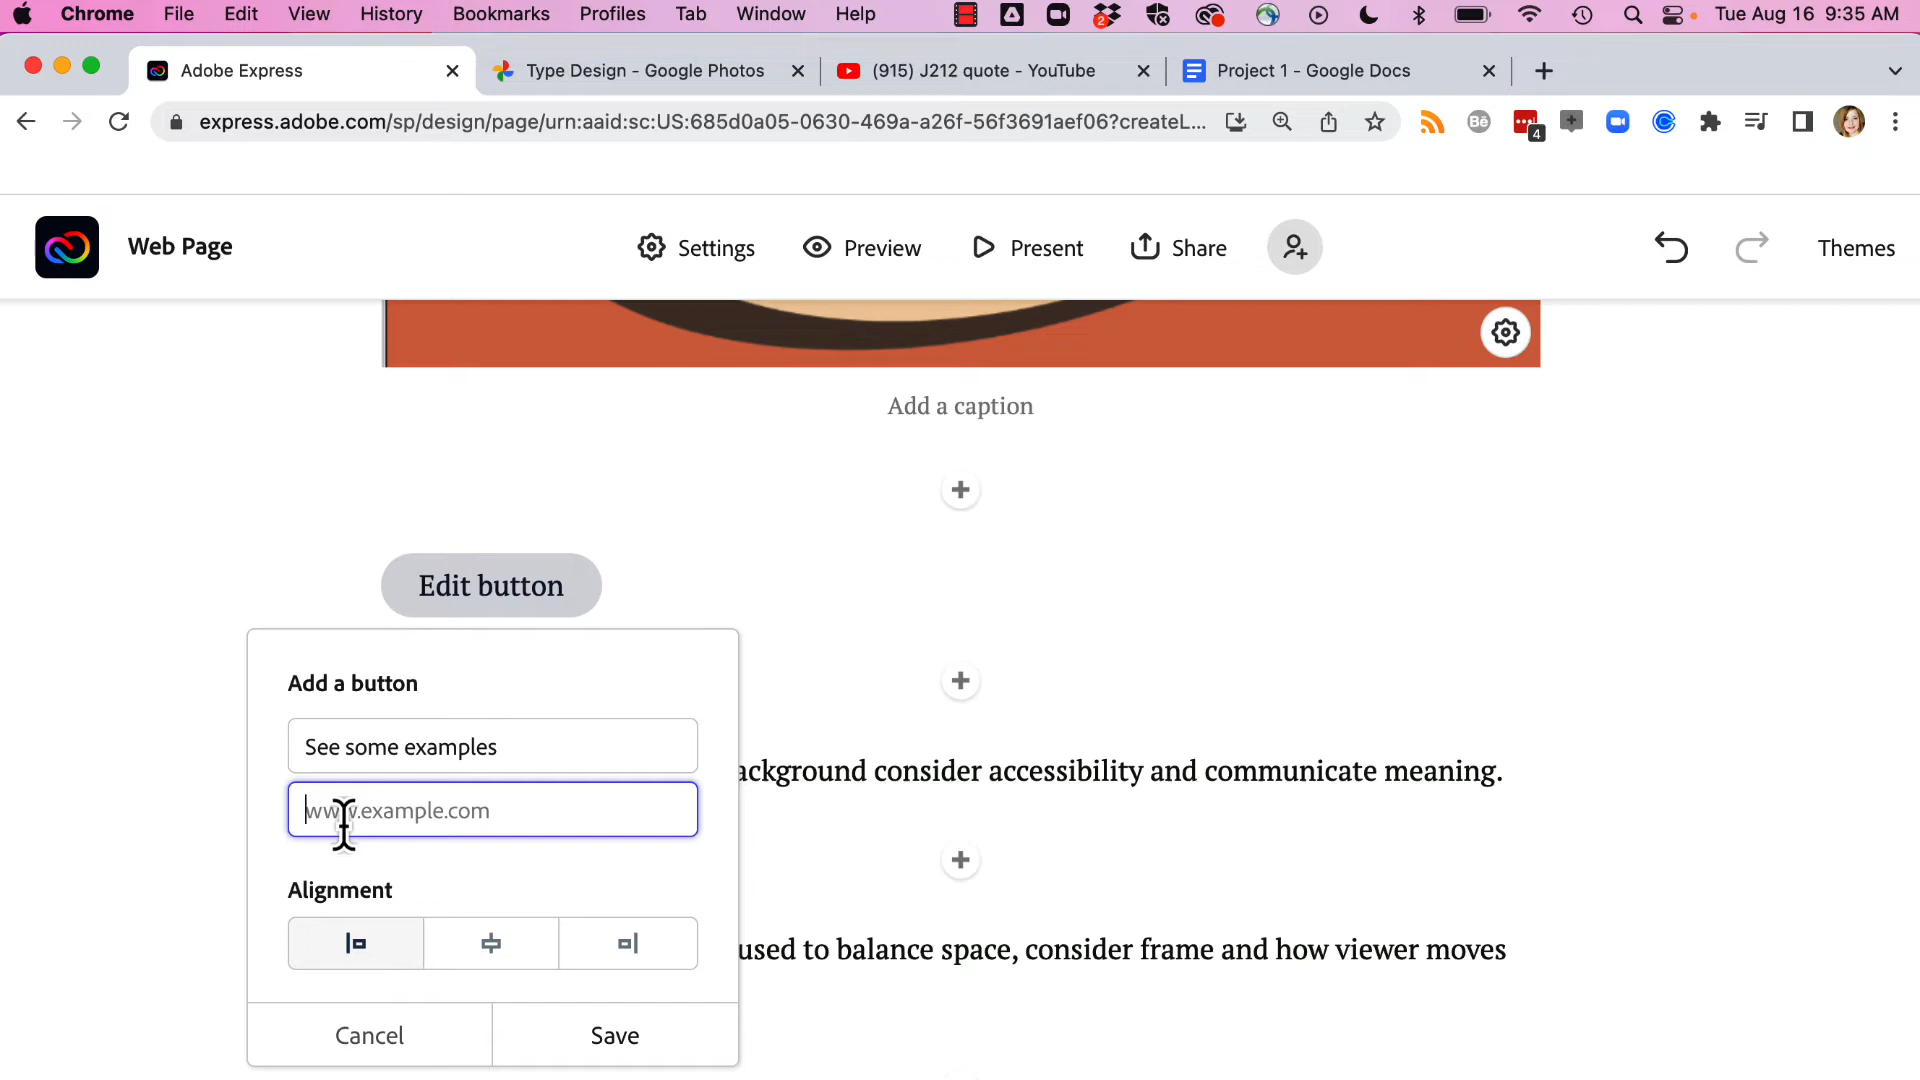 Chrome File Edit View History Bookmarks Profiles Tab Window Help 2 Tue Aug 16 9:35 AM
Adobe Express Type Design - Google Photos (915) J212 quote - YouTube Project 1 - Google Docs
express.adobe.com/sp/design/page/urn:aaid:sc:US:685d0a05-0630-469a-a26f-56f3691aef06?createL... Bē 4
Web Page Settings Preview Present Share Themes
Add a caption
Edit button
Add a button
See some examples
ackground consider accessibility and communicate meaning.
www.example.com
Alignment
used to balance space, consider frame and how viewer moves
Cancel Save